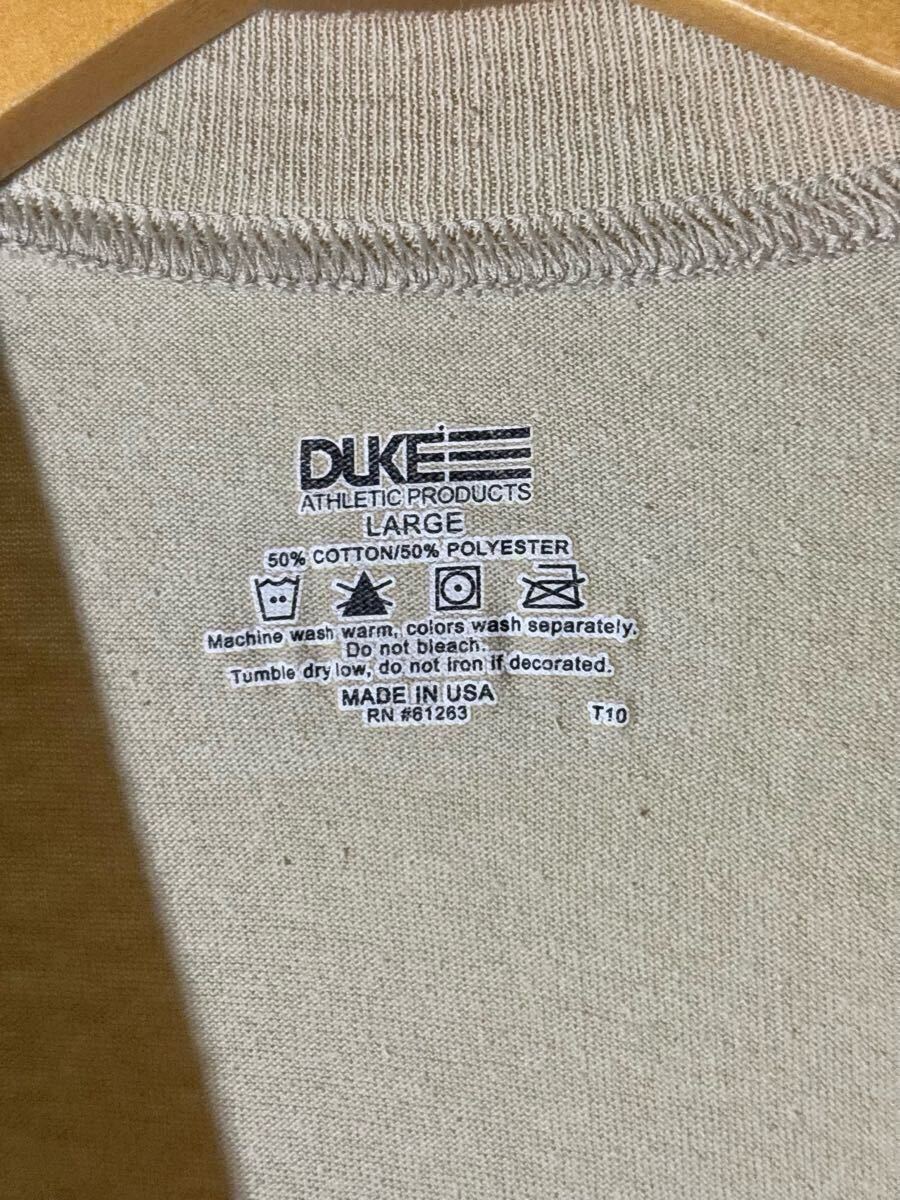 DUKE
ATHLETIC PRODUCTS
LARGE
50% COTTON/50% POLYESTER
Machine wash warm, colors wash separately.
Do not bleach.
Tumble dry low, do not iron if decorated.
MADE IN USA
RN #61263 T10